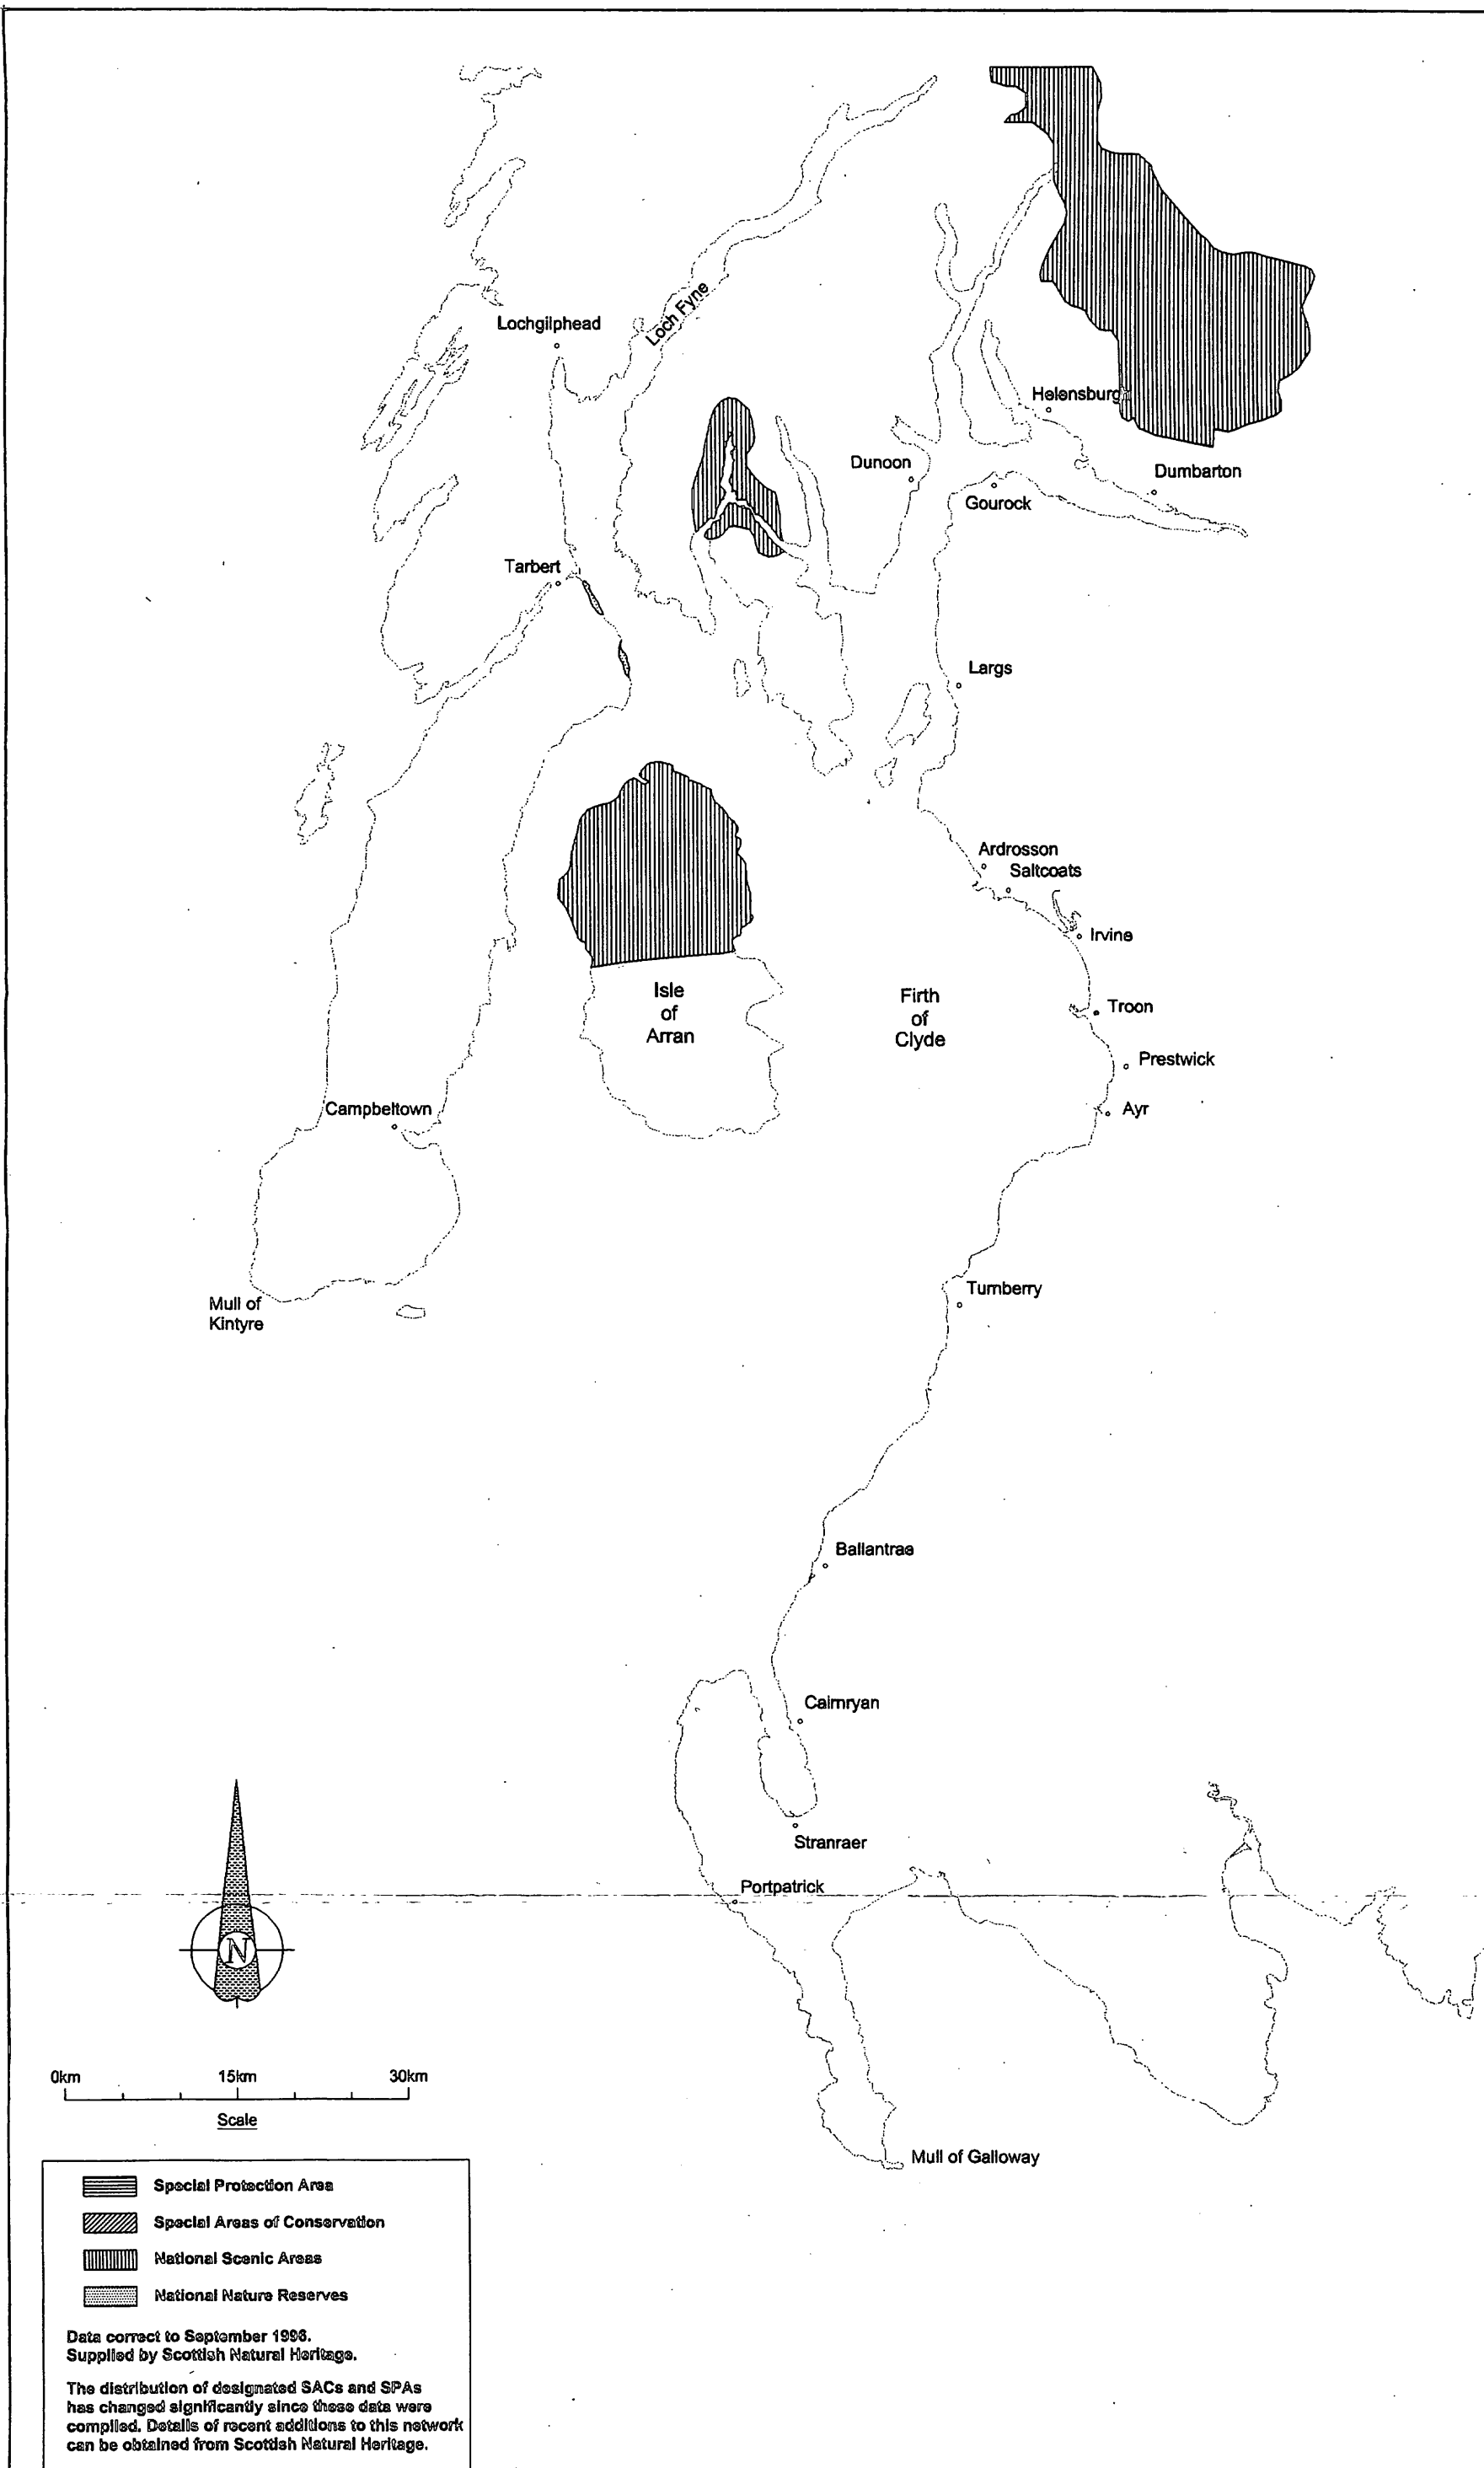 Lochgilphead
Loch Fyne
Helensburgh
Dunoon
Dumbarton
Gourock
Tarbert
Largs
Ardrosson
Saltcoats
Irvine
Isle
of
Arran
Firth
of
Clyde
Troon
Prestwick
Campbeltown
Ayr
Mull of
Kintyre
Turnberry
Ballantrae
Cairnryan
Stranraer
Portpatrick
N
0km 15km 30km
Scale
Mull of Galloway
Special Protection Area
Special Areas of Conservation
National Scenic Areas
National Nature Reserves
Data correct to September 1996.
Supplied by Scottish Natural Heritage.
The distribution of designated SACs and SPAs
has changed significantly since these data were
compiled. Details of recent additions to this network
can be obtained from Scottish Natural Heritage.